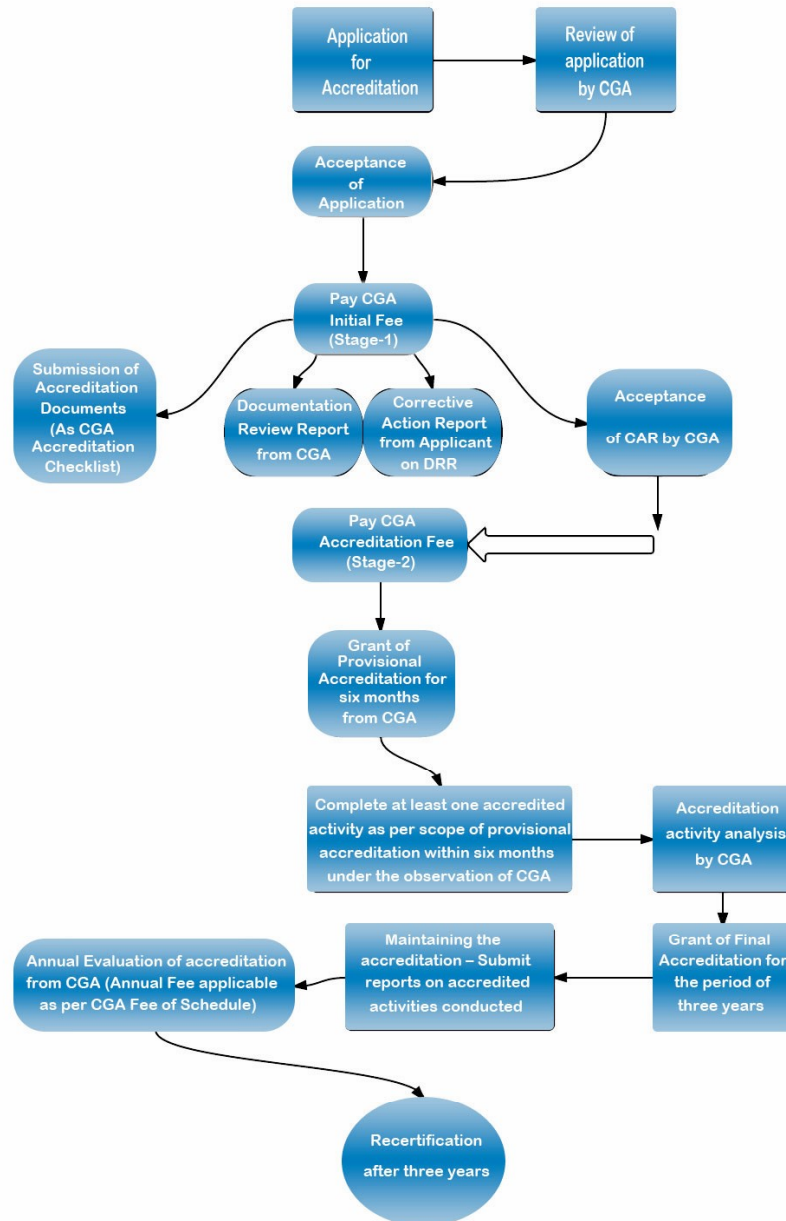 Application
for
Accreditation
Review of
application
by CGA
Acceptance
of
Application
Pay CGA
Initial Fee
(Stage-1)
Submission of
Accreditation
Documents
(As CGA
Accreditation
Checklist)
Documentation
Review Report
from CGA
Corrective
Action Report
from Applicant
on DRR
Acceptance
of CAR by CGA
Pay CGA
Accreditation Fee
(Stage-2)
Grant of
Provisional
Accreditation for
six months
from CGA
Complete at least one accredited
activity as per scope of provisional
accreditation within six months
under the observation of CGA
Accreditation
activity analysis
by CGA
Grant of Final
Accreditation for
the period of
three years
Maintaining the
accreditation – Submit
reports on accredited
activities conducted
Annual Evaluation of accreditation
from CGA (Annual Fee applicable
as per CGA Fee of Schedule)
Recertification
after three years